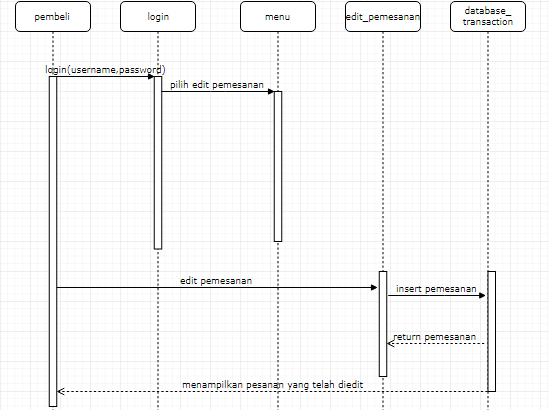 pembeli
login
menu
edit_pemesanan
database_
transaction
login(username,password)
pilih edit pemesanan
edit pemesanan
insert pemesanan
return pemesanan
menampilkan pesanan yang telah diedit